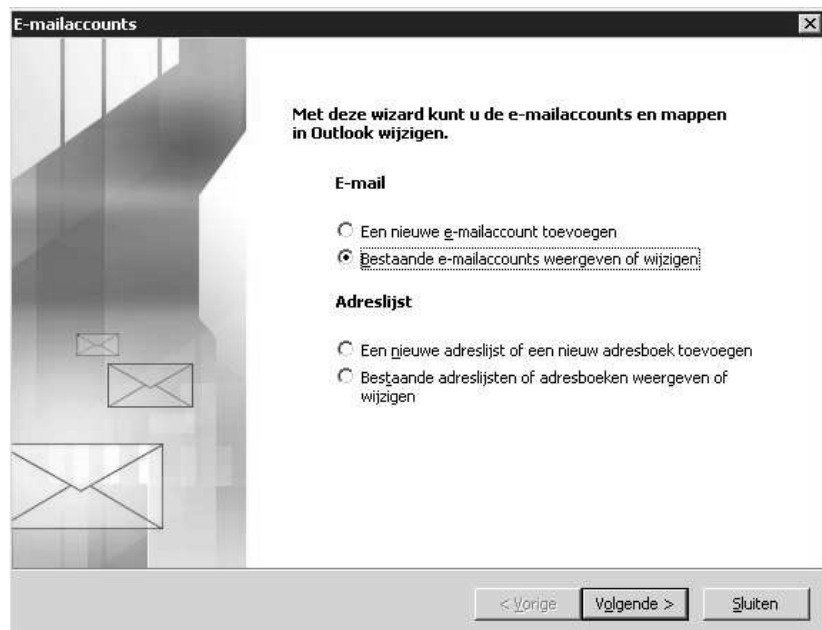 E-mailaccounts
Met deze wizard kunt u de e-mailaccounts en mappen
in Outlook wijzigen.
E-mail
Een nieuwe e-mailaccount toevoegen
Bestaande e-mailaccounts weergeven of wijzigen
Adreslijst
Een nieuwe adreslijst of een nieuw adresboek toevoegen
Bestaande adreslijsten of adresboeken weergeven of
wijzigen
< Vorige
Volgende >
Sluiten